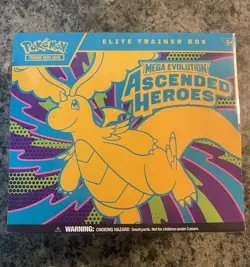 Pokémon
TRADING CARD GAME
ELITE TRAINER BOX
MEGA EVOLUTION
ASCENDED
HEROES
WARNING: CHOKING HAZARD-Small parts. Not for children under 3 years.